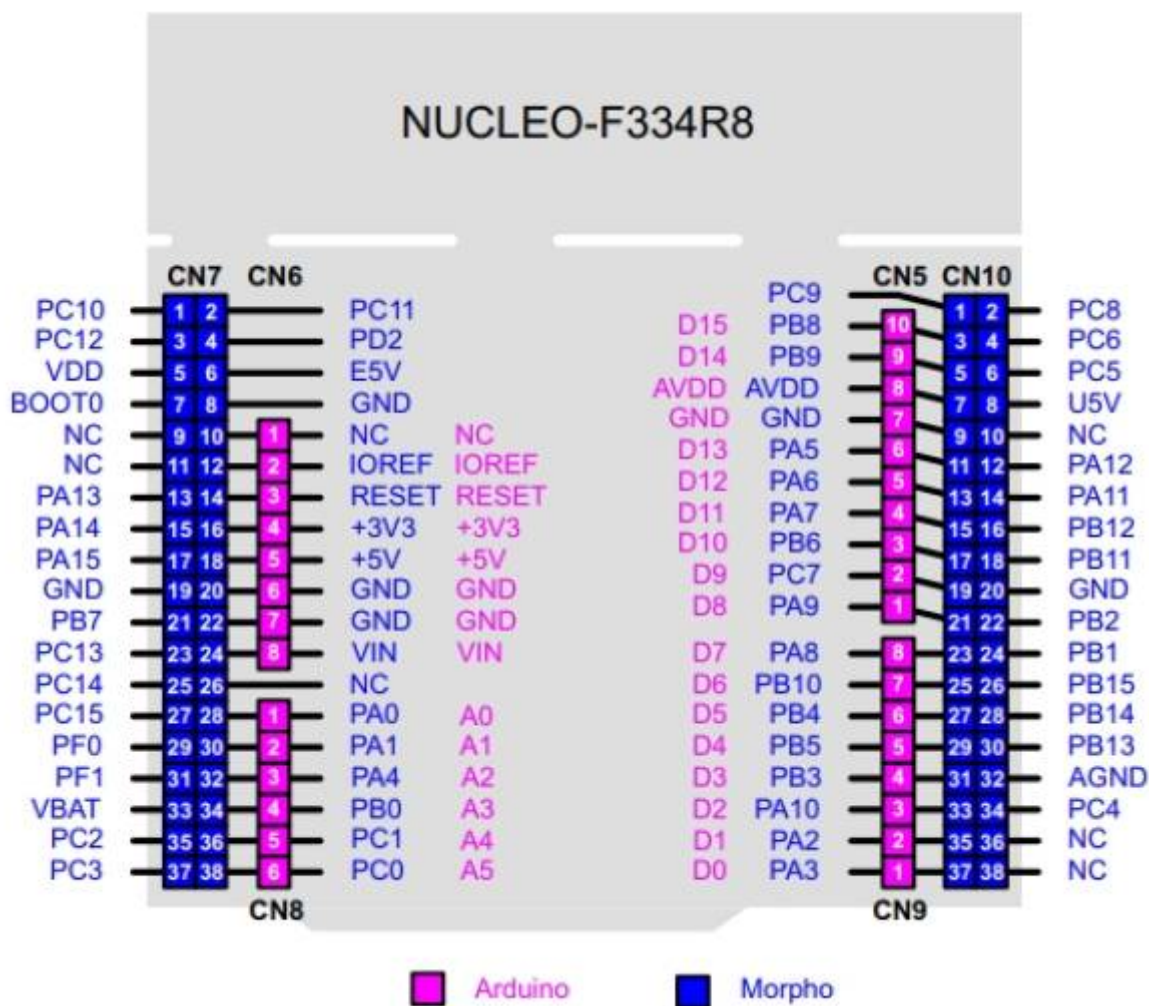 NUCLEO-F334R8
CN7 CN6 CN5 CN10
PC9
PC10 1 2 PC11 1 2 PC8
D15 PB8 10
PC12 3 4 PD2 3 4 PC6
D14 PB9 9
VDD 5 6 E5V 5 6 PC5
AVDD AVDD 8
BOOT0 7 8 GND 7 8 U5V
GND GND 7
NC 9 10 1 NC NC 9 10 NC
D13 PA5 6
NC 11 12 2 IOREF IOREF 11 12 PA12
D12 PA6 5
PA13 13 14 3 RESET RESET 13 14 PA11
D11 PA7 4
PA14 15 16 4 +3V3 +3V3 15 16 PB12
D10 PB6 3
PA15 17 18 5 +5V +5V 17 18 PB11
D9 PC7 2
GND 19 20 6 GND GND 19 20 GND
D8 PA9 1
PB7 21 22 7 GND GND 21 22 PB2
PC13 23 24 8 VIN VIN D7 PA8 8 23 24 PB1
PC14 25 26 NC D6 PB10 7 25 26 PB15
PC15 27 28 1 PA0 A0 D5 PB4 6 27 28 PB14
PF0 29 30 2 PA1 A1 D4 PB5 5 29 30 PB13
PF1 31 32 3 PA4 A2 D3 PB3 4 31 32 AGND
VBAT 33 34 4 PB0 A3 D2 PA10 3 33 34 PC4
PC2 35 36 5 PC1 A4 D1 PA2 2 35 36 NC
PC3 37 38 6 PC0 A5 D0 PA3 1 37 38 NC
CN8 CN9
Arduino Morpho